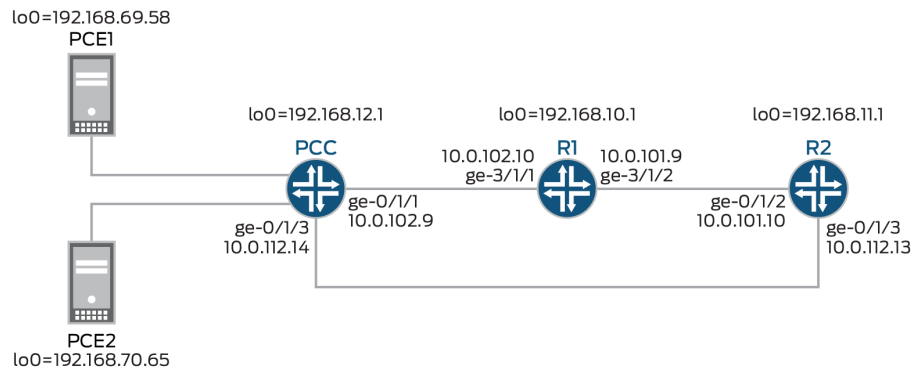 lo0=192.168.69.58
PCE1
lo0=192.168.12.1
PCC
lo0=192.168.10.1
R1
lo0=192.168.11.1
R2
10.0.102.10
ge-3/1/1
10.0.101.9
ge-3/1/2
ge-0/1/1
10.0.102.9
ge-0/1/3
10.0.112.14
ge-0/1/2
10.0.101.10
ge-0/1/3
10.0.112.13
PCE2
lo0=192.168.70.65